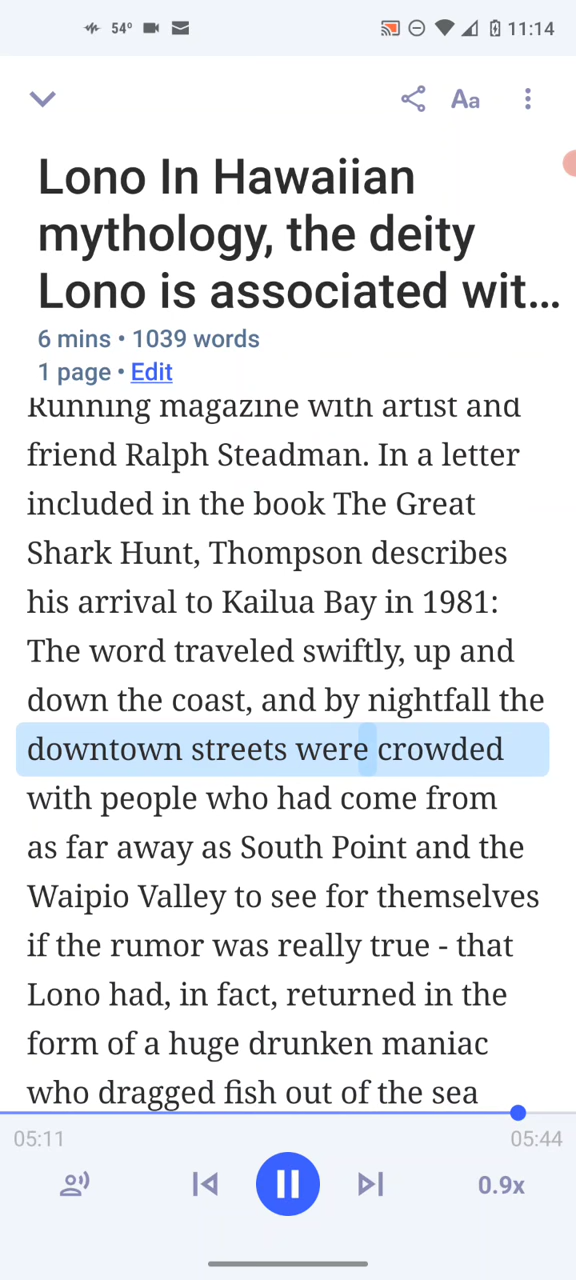 54°
11:14
Aa
Lono In Hawaiian
mythology, the deity
Lono is associated wit...
6 mins • 1039 words
1 page • Edit
Running magazine with artist and
friend Ralph Steadman. In a letter
included in the book The Great
Shark Hunt, Thompson describes
his arrival to Kailua Bay in 1981:
The word traveled swiftly, up and
down the coast, and by nightfall the
downtown streets were crowded
with people who had come from
as far away as South Point and the
Waipio Valley to see for themselves
if the rumor was really true - that
Lono had, in fact, returned in the
form of a huge drunken maniac
who dragged fish out of the sea
05:11
05:44
0.9x